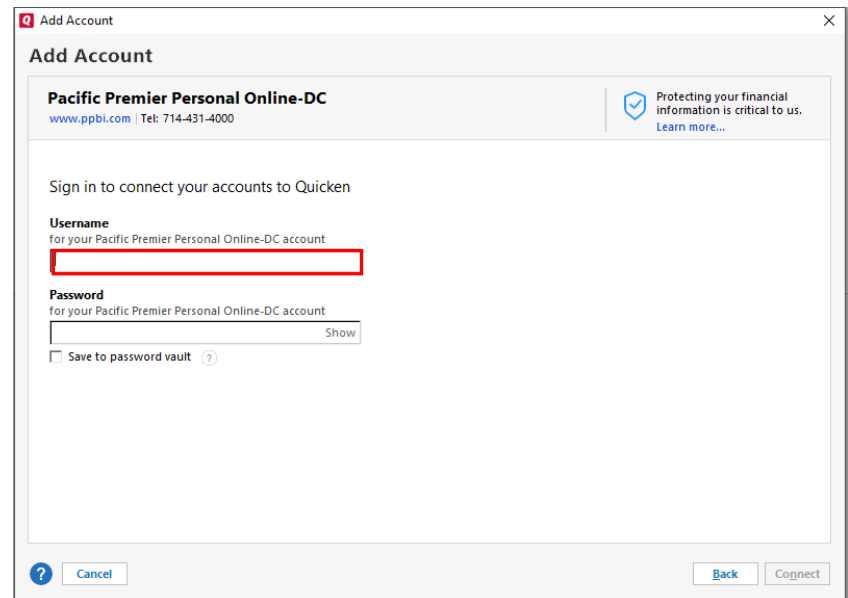 Add Account
Add Account
Pacific Premier Personal Online-DC
www.ppbi.com | Tel: 714-431-4000
Protecting your financial
information is critical to us.
Learn more...
Sign in to connect your accounts to Quicken
Username
for your Pacific Premier Personal Online-DC account
Password
for your Pacific Premier Personal Online-DC account
Show
Save to password vault ?
? Cancel Back Connect